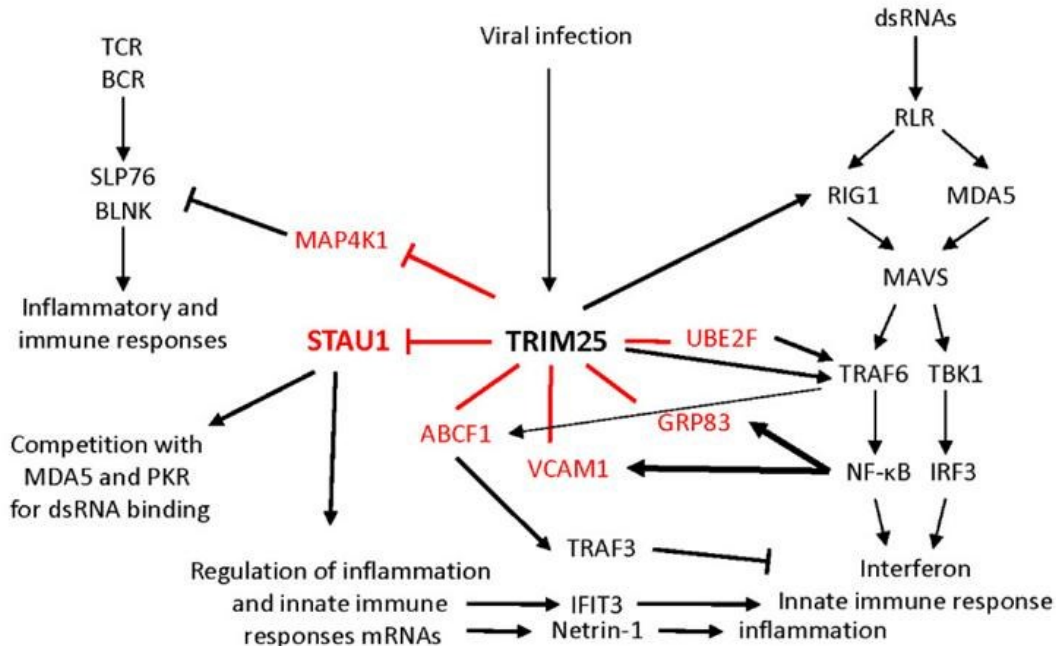 TCR
BCR
Viral infection
dsRNAs
RLR
SLP76
BLNK
RIG1
MDA5
MAP4K1
MAVS
Inflammatory and
immune responses
STAU1
TRIM25
UBE2F
TRAF6
TBK1
ABCF1
GRP83
VCAM1
NF-κB
IRF3
Competition with
MDA5 and PKR
for dsRNA binding
TRAF3
Interferon
Regulation of inflammation
and innate immune
responses mRNAs
IFIT3
Innate immune response
Netrin-1
inflammation